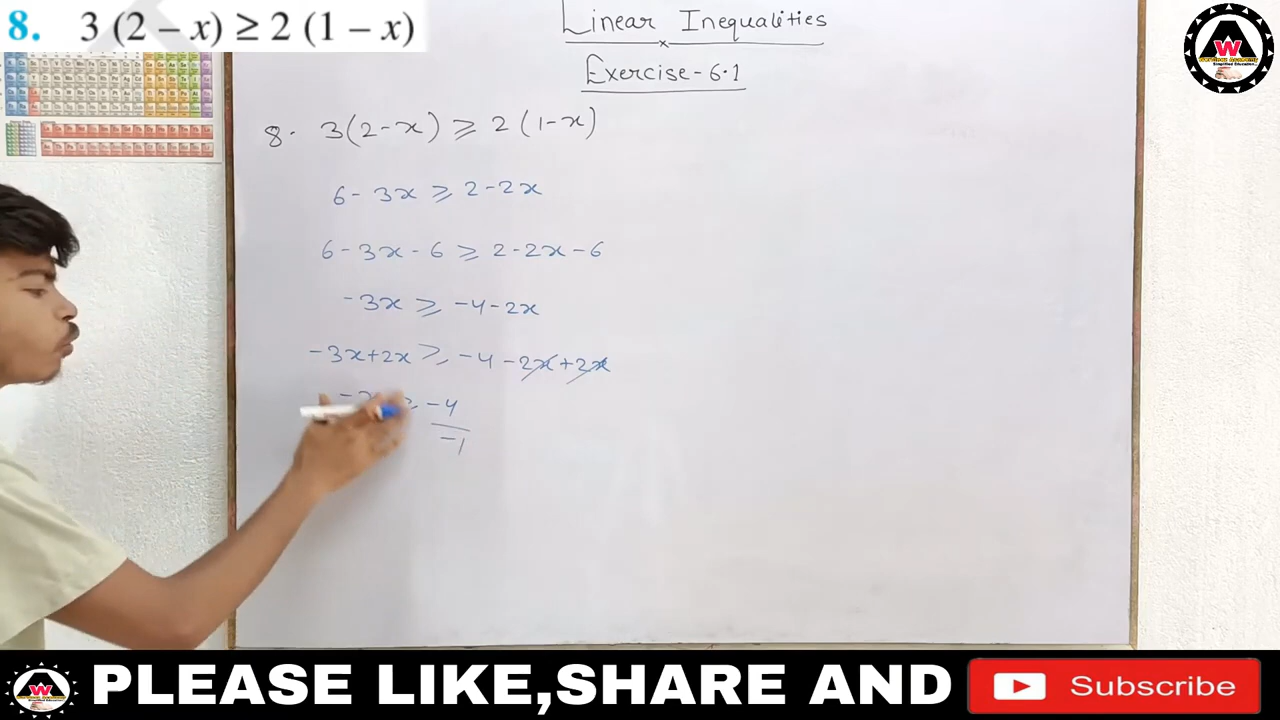 8. 3 (2 – x) ≥ 2 (1 – x)
Linear Inequalities
Exercise-6.1
8. 3(2-x) ≥ 2(1-x)
6-3x ≥ 2-2x
6-3x-6 ≥ 2-2x-6
-3x ≥ -4-2x
-3x+2x ≥ -4-2x+2x
-4
-1
PLEASE LIKE,SHARE AND Subscribe